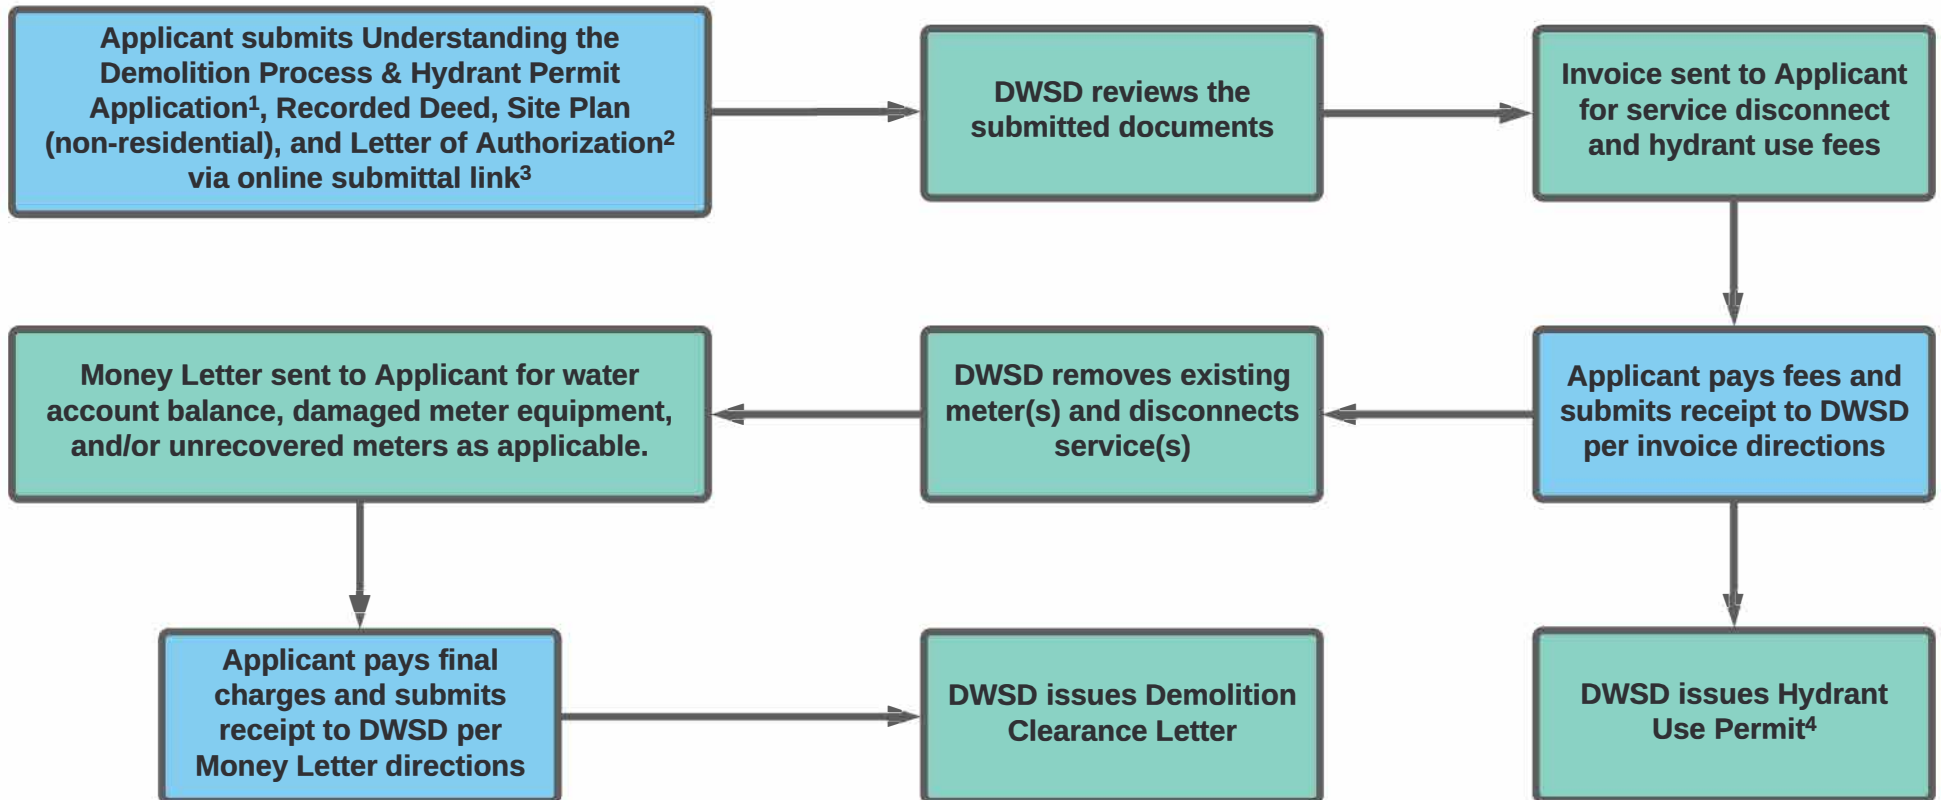 Applicant submits Understanding the
Demolition Process & Hydrant Permit
Application¹, Recorded Deed, Site Plan
(non-residential), and Letter of Authorization²
via online submittal link³
DWSD reviews the
submitted documents
Invoice sent to Applicant
for service disconnect
and hydrant use fees
Applicant pays fees and
submits receipt to DWSD
per invoice directions
DWSD removes existing
meter(s) and disconnects
service(s)
Money Letter sent to Applicant for water
account balance, damaged meter equipment,
and/or unrecovered meters as applicable.
Applicant pays final
charges and submits
receipt to DWSD per
Money Letter directions
DWSD issues Demolition
Clearance Letter
DWSD issues Hydrant
Use Permit⁴